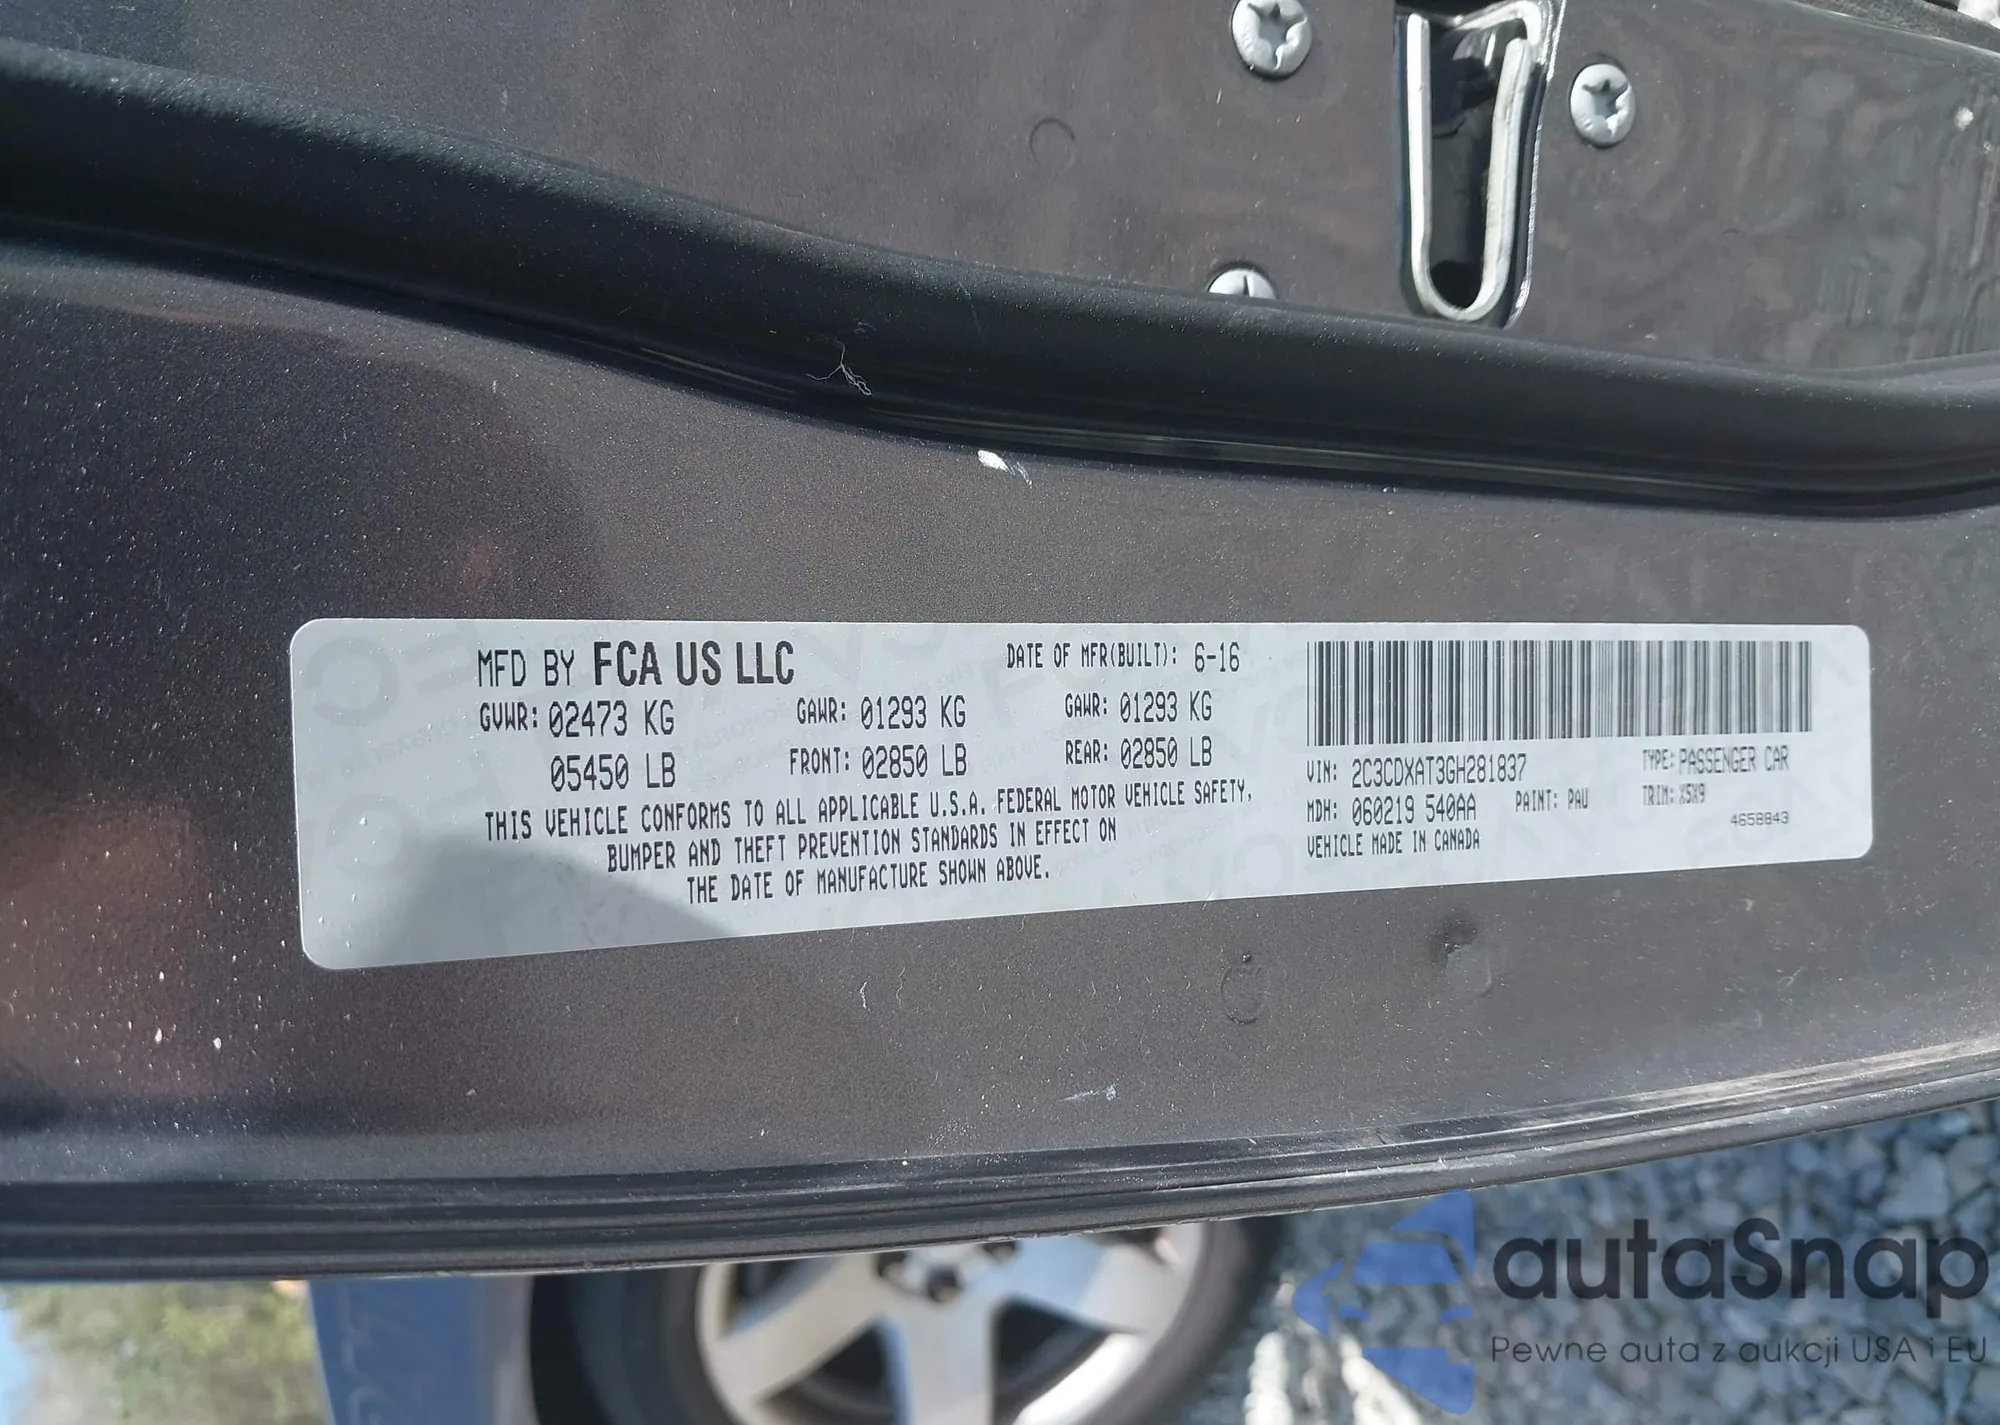 MFD BY FCA US LLC
DATE OF MFR(BUILT): 6-16
GVWR: 02473 KG
GAWR: 01293 KG
GAWR: 01293 KG
05450 LB
FRONT: 02850 LB
REAR: 02850 LB
THIS VEHICLE CONFORMS TO ALL APPLICABLE U.S.A. FEDERAL MOTOR VEHICLE SAFETY,
BUMPER AND THEFT PREVENTION STANDARDS IN EFFECT ON
THE DATE OF MANUFACTURE SHOWN ABOVE.
VIN: 2C3CDXAT3GH281837
TYPE: PASSENGER CAR
MDH: 060219 540AA
PAINT: PAU
TRIM: X5X9
VEHICLE MADE IN CANADA
4658843
autaSnap
Pewne auta z aukcji USA i EU